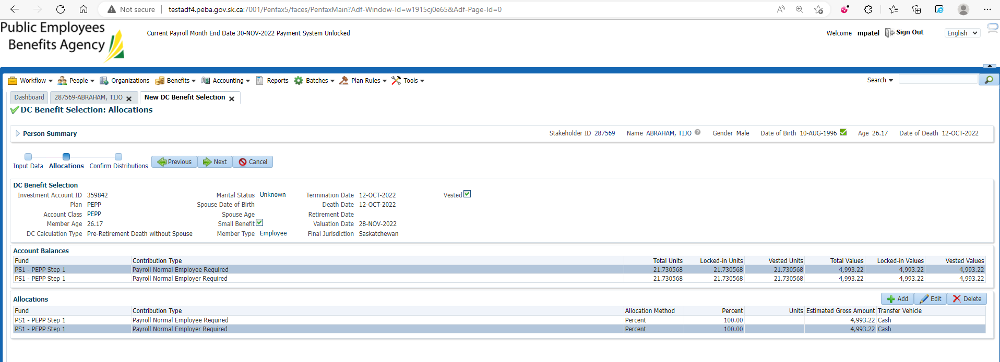 Not secure testadf4.peba.gov.sk.ca:7001/Penfax5/faces/PenfaxMain?Adf-Window-Id=w1915cj0e65&Adf-Page-Id=0
Public Employees
Benefits Agency
Current Payroll Month End Date 30-NOV-2022 Payment System Unlocked
Welcome mpatel Sign Out English
Workflow People Organizations Benefits Accounting Reports Batches Plan Rules Tools Search
Dashboard 287569-ABRAHAM, TIJO New DC Benefit Selection
DC Benefit Selection: Allocations
Person Summary Stakeholder ID 287569 Name ABRAHAM, TIJO Gender Male Date of Birth 10-AUG-1996 Age 26.17 Date of Death 12-OCT-2022
Input Data Allocations Confirm Distributions Previous Next Cancel
DC Benefit Selection
Investment Account ID 359842 Marital Status Unknown Termination Date 12-OCT-2022 Vested
Plan PEPP Spouse Date of Birth Death Date 12-OCT-2022
Account Class PEPP Spouse Age Retirement Date
Member Age 26.17 Small Benefit Valuation Date 28-NOV-2022
DC Calculation Type Pre-Retirement Death without Spouse Member Type Employee Final Jurisdiction Saskatchewan
Account Balances
Fund Contribution Type Total Units Locked-in Units Vested Units Total Values Locked-in Values Vested Values
PS1 - PEPP Step 1 Payroll Normal Employee Required 21.730568 21.730568 21.730568 4,993.22 4,993.22 4,993.22
PS1 - PEPP Step 1 Payroll Normal Employer Required 21.730568 21.730568 21.730568 4,993.22 4,993.22 4,993.22
Allocations Add Edit Delete
Fund Contribution Type Allocation Method Percent Units Estimated Gross Amount Transfer Vehicle
PS1 - PEPP Step 1 Payroll Normal Employee Required Percent 100.00 4,993.22 Cash
PS1 - PEPP Step 1 Payroll Normal Employer Required Percent 100.00 4,993.22 Cash